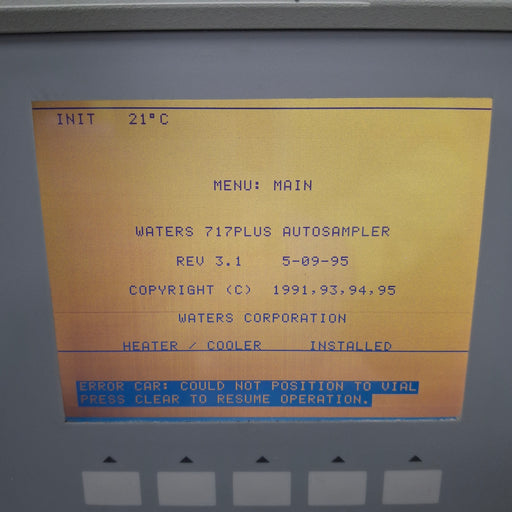 INIT 21°C
MENU: MAIN
WATERS 717PLUS AUTOSAMPLER
REV 3.1 5-09-95
COPYRIGHT (C) 1991,93,94,95
WATERS CORPORATION
HEATER / COOLER INSTALLED
ERROR CAR: COULD NOT POSITION TO VIAL
PRESS CLEAR TO RESUME OPERATION.